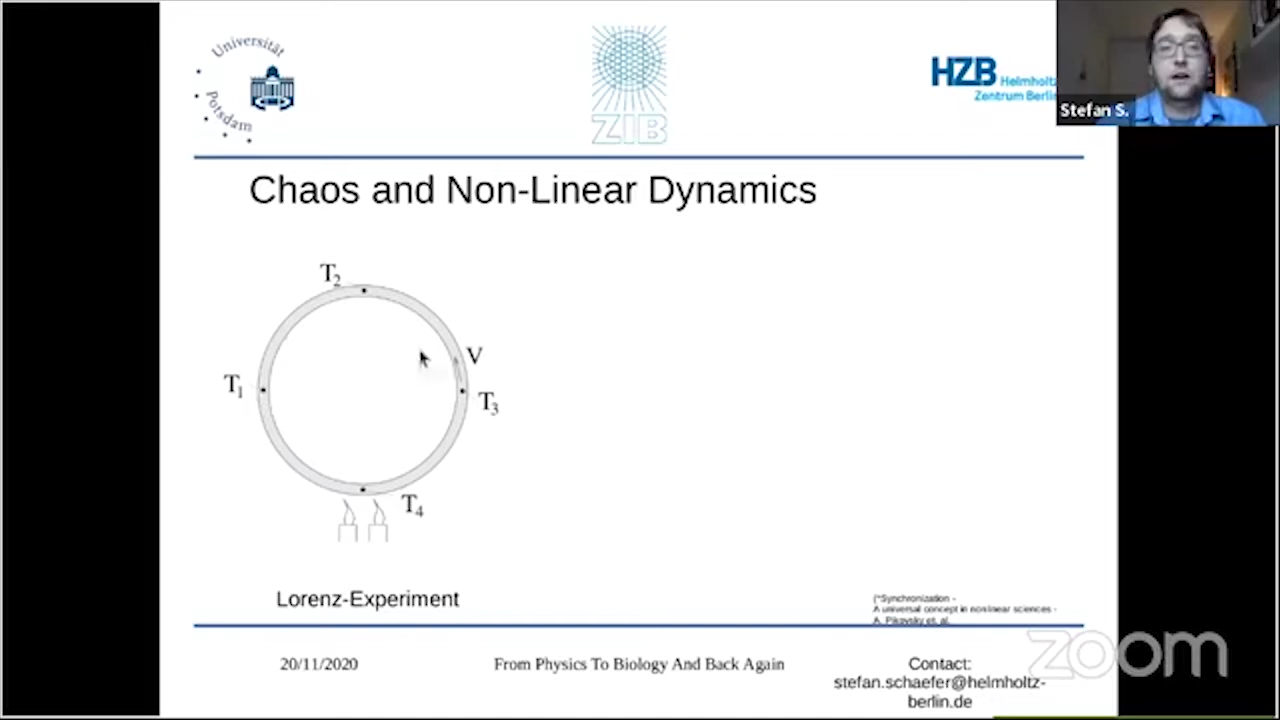 Universität
Potsdam
ZIB
HZB Helmholtz
Zentrum Berlin
Stefan S.
Chaos and Non-Linear Dynamics
T2
V
T1
T3
T4
Lorenz-Experiment
(*Synchronization -
A universal concept in nonlinear sciences -
A. Pikovsky et. al.
20/11/2020
From Physics To Biology And Back Again
Contact:
stefan.schaefer@helmholtz-
berlin.de
zoom